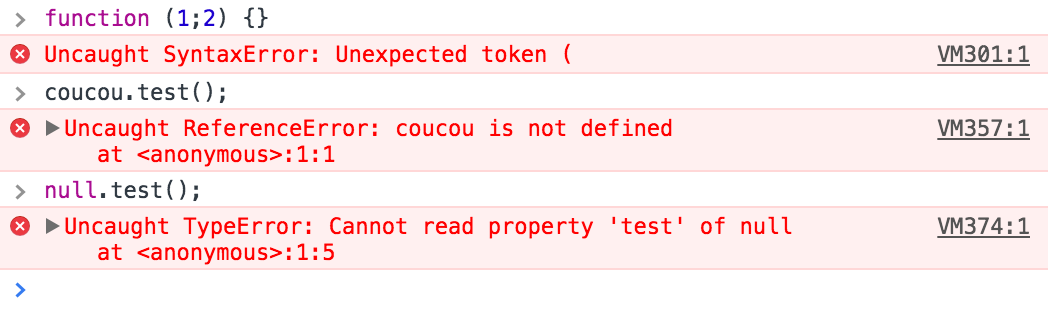 > function (1;2) {}
Uncaught SyntaxError: Unexpected token ( VM301:1
> coucou.test();
▶Uncaught ReferenceError: coucou is not defined VM357:1
at <anonymous>:1:1
> null.test();
▶Uncaught TypeError: Cannot read property 'test' of null VM374:1
at <anonymous>:1:5
>